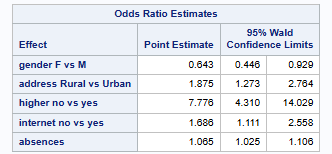 Odds Ratio Estimates
Effect Point Estimate 95% Wald Confidence Limits
gender F vs M 0.643 0.446 0.929
address Rural vs Urban 1.875 1.273 2.764
higher no vs yes 7.776 4.310 14.029
internet no vs yes 1.686 1.111 2.558
absences 1.065 1.025 1.106